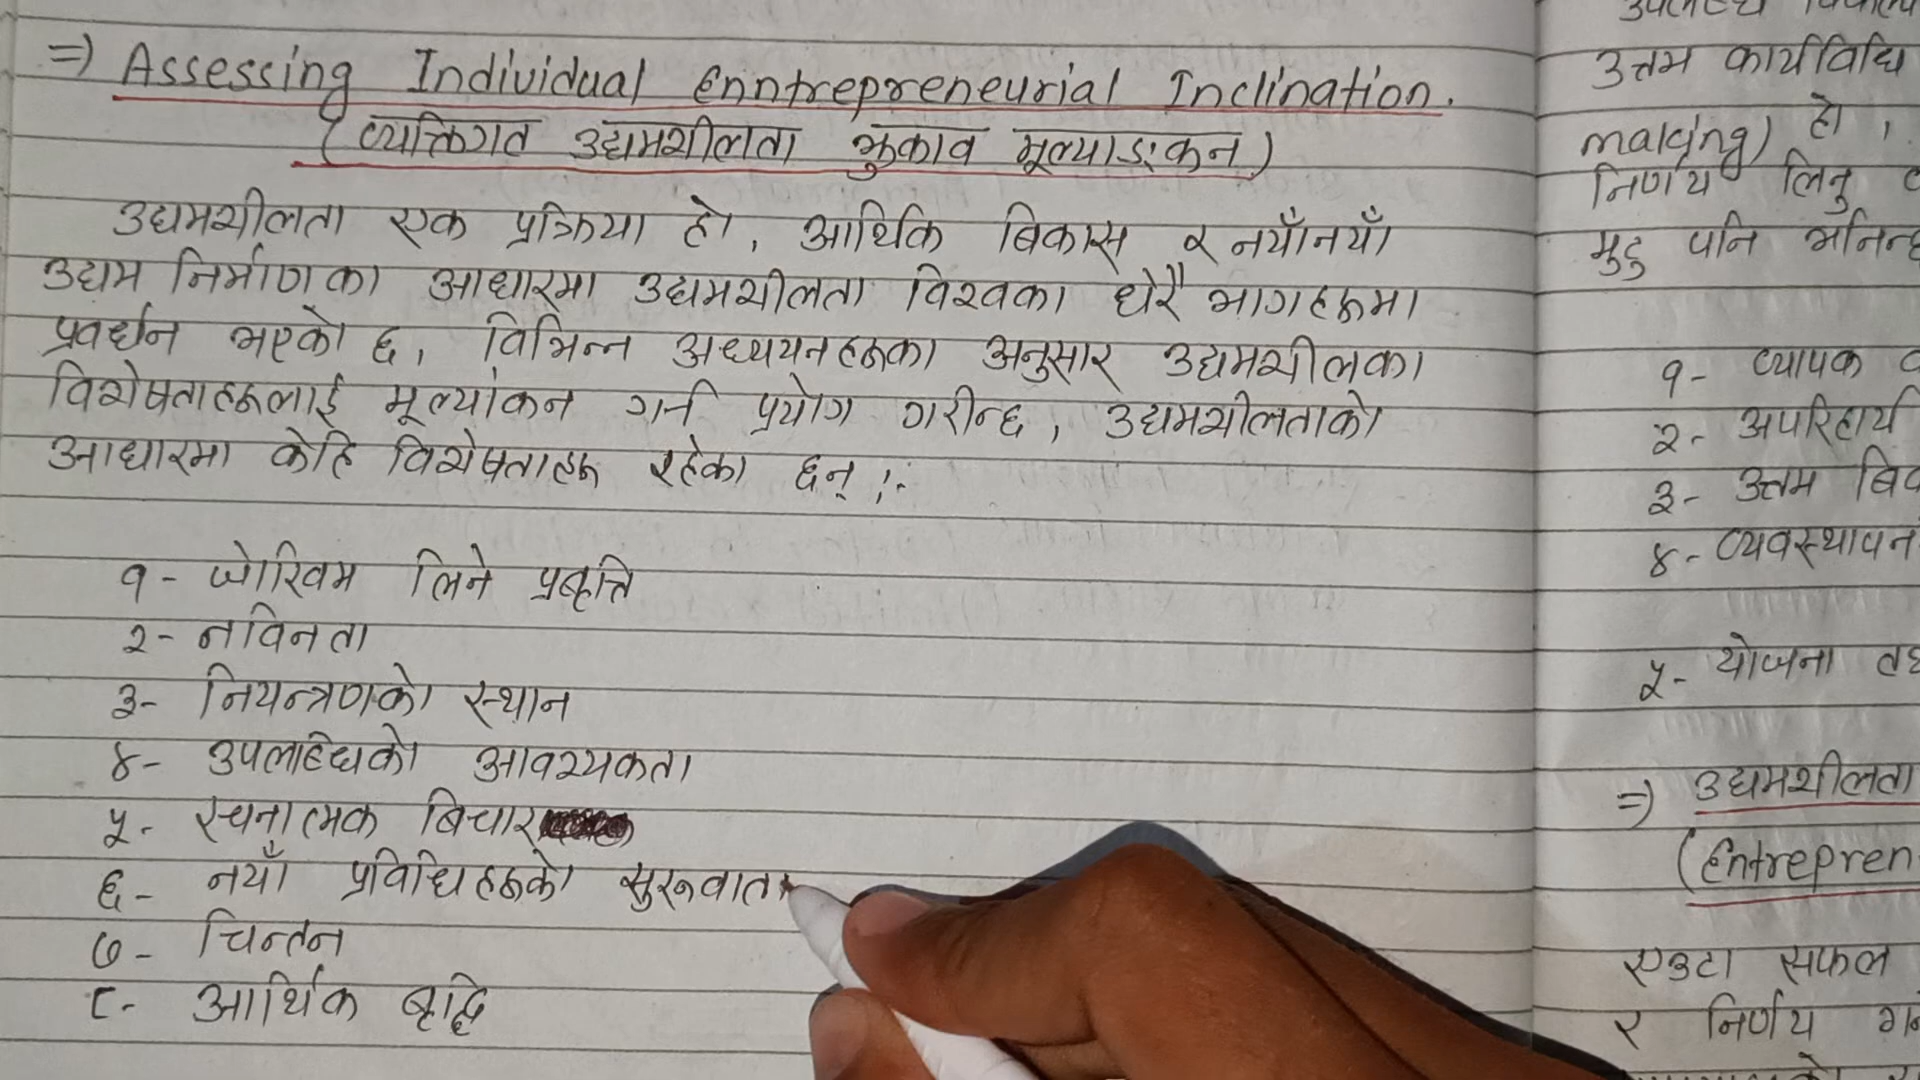 =) Assessing Individual Enntrepreneurial Inclination.
(व्यक्तिगत उद्यमशीलता झुकाव मूल्याङ्कन)
उद्यमशीलता एक प्रक्रिया हो, आर्थिक बिकास र नयाँनयाँ
उद्यम निर्माणका आधारमा उद्यमशीलता विश्वका धेरै भागहरूमा
प्रवर्धन भएको छ, विभिन्न अध्ययनहरूका अनुसार उद्यमशीलका
विशेषताहरूलाई मूल्यांकन गर्न प्रयोग गरीन्छ, उद्यमशीलताको
आधारमा केहि विशेषताहरू रहेका छन् :-
१- जोखिम लिने प्रबृत्ति
२- नविनता
३- नियन्त्रणको स्थान
४- उपलब्धिको आवश्यकता
५- रचनात्मक बिचार
६- नयाँ प्रविधिहरूको सुरूवात
७- चिन्तन
८- आर्थिक बृद्धि
उत्तम कार्यविधि
making) हो,
निर्णय लिनु
मुटु पनि
१- व्यापक
२- अपरिहार्य
३- उत्तम
४- व्यवस्थापन
५- योजना
=) उद्यमशीलता
(Entrepren
एउटा सफल
र निर्णय